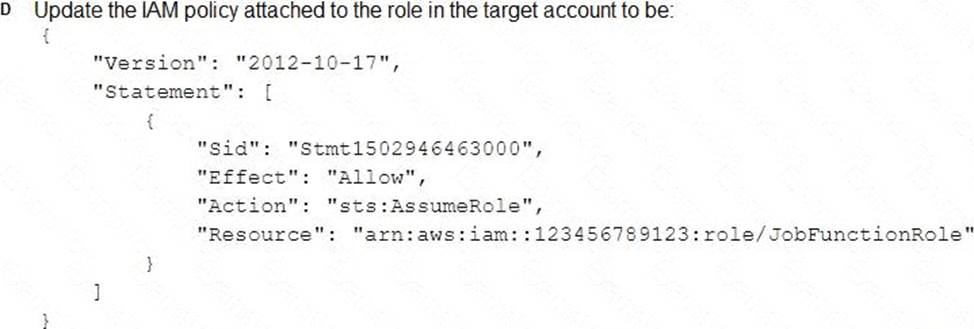 D Update the IAM policy attached to the role in the target account to be:
{
"Version": "2012-10-17",
"Statement": [
{
"Sid": "Stmt1502946463000",
"Effect": "Allow",
"Action": "sts:AssumeRole",
"Resource": "arn:aws:iam::123456789123:role/JobFunctionRole"
}
]
}